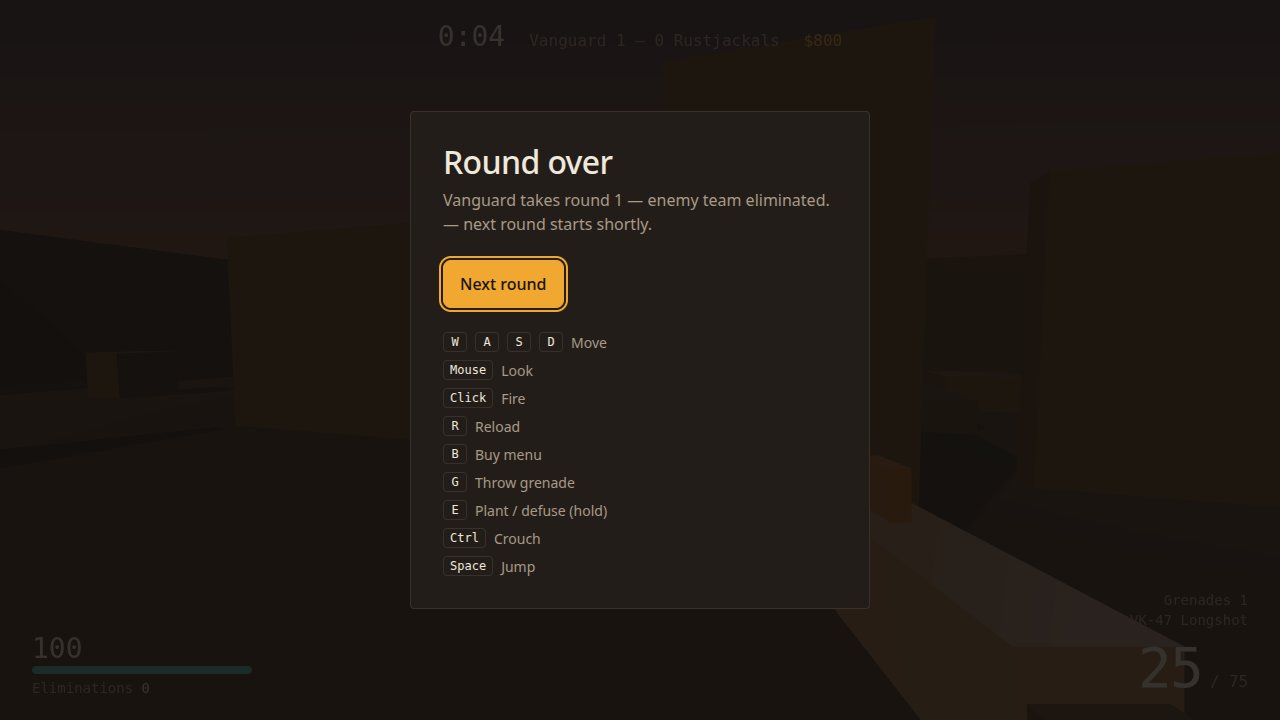 0:04 Vanguard 1 — 0 Rustjackals $800
Round over
Vanguard takes round 1 — enemy team eliminated.
— next round starts shortly.
Next round
W A S D Move
Mouse Look
Click Fire
R Reload
B Buy menu
G Throw grenade
E Plant / defuse (hold)
Ctrl Crouch
Space Jump
100
Eliminations 0
Grenades 1
VK-47 Longshot
25 / 75